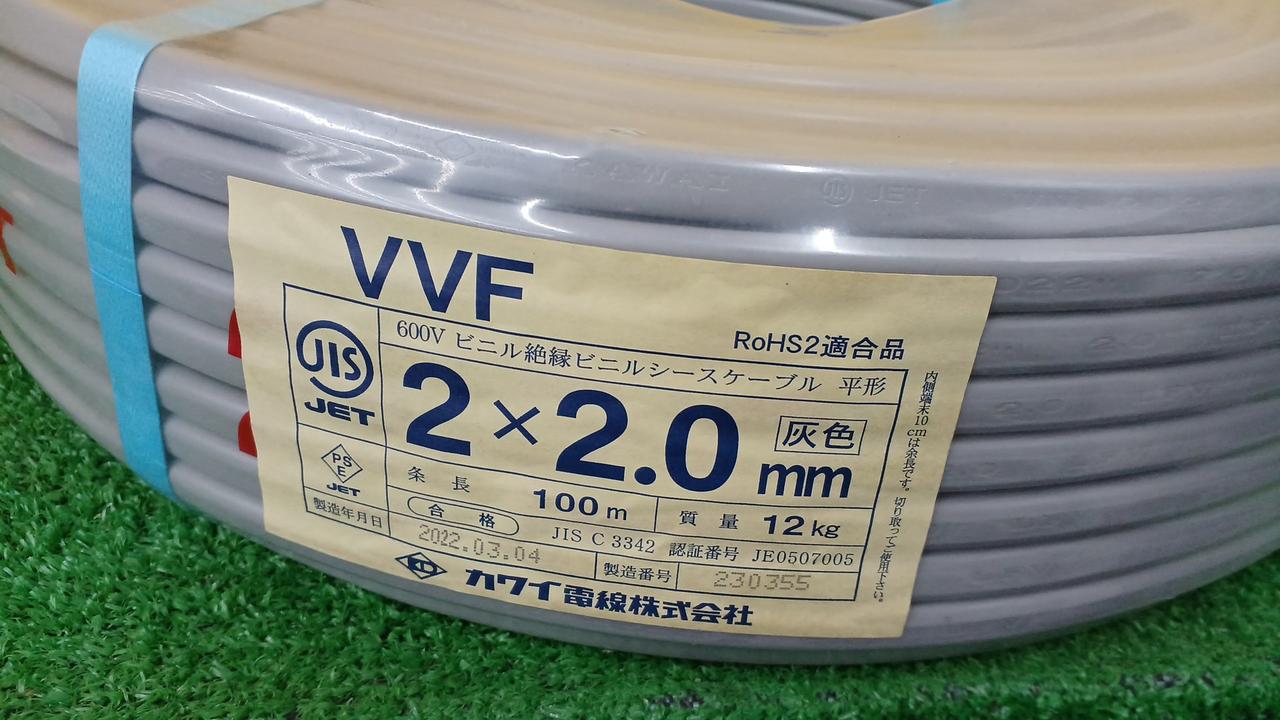 JIS JET
2022
VVF
RoHS2適合品
JIS
JET
600V ビニル絶縁ビニルシースケーブル 平形
2×2.0mm
灰色
PS
E
JET
条長 100m
質量 12kg
合格
JIS C 3342 認証番号 JE0507005
製造年月日 2022.03.04
製造番号 230355
カワイ電線株式会社
内側端末10cmは余長です。切り取ってご使用下さい。